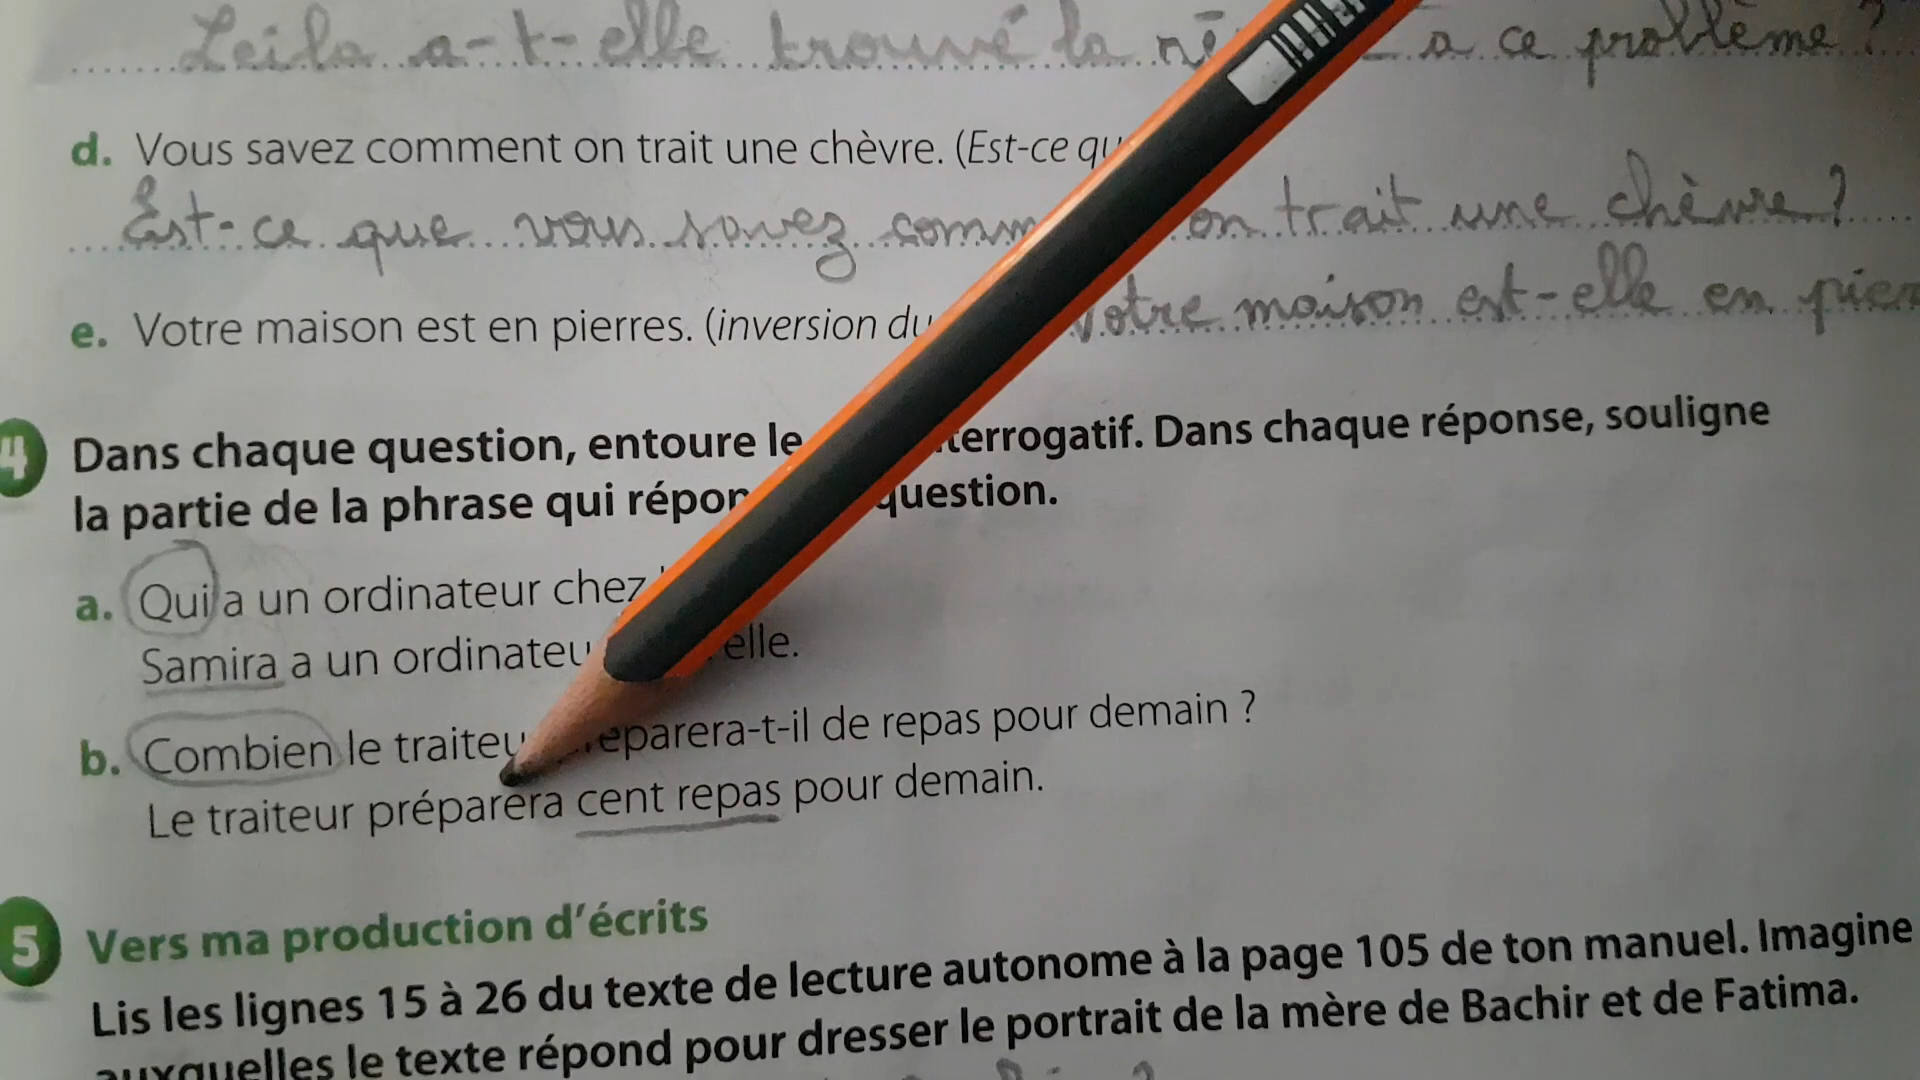 Leila a-t-elle trouvé la à ce problème ?
d. Vous savez comment on trait une chèvre. (Est-ce qu
Est-ce que vous savez comm on trait une chèvre ?
e. Votre maison est en pierres. (inversion du Votre maison est-elle en pier
4 Dans chaque question, entoure le terrogatif. Dans chaque réponse, souligne
la partie de la phrase qui répon question.
a. Qui a un ordinateur chez
Samira a un ordinateu elle.
b. Combien le traiteu éparera-t-il de repas pour demain ?
Le traiteur préparera cent repas pour demain.
5 Vers ma production d'écrits
Lis les lignes 15 à 26 du texte de lecture autonome à la page 105 de ton manuel. Imagine
auxquelles le texte répond pour dresser le portrait de la mère de Bachir et de Fatima.